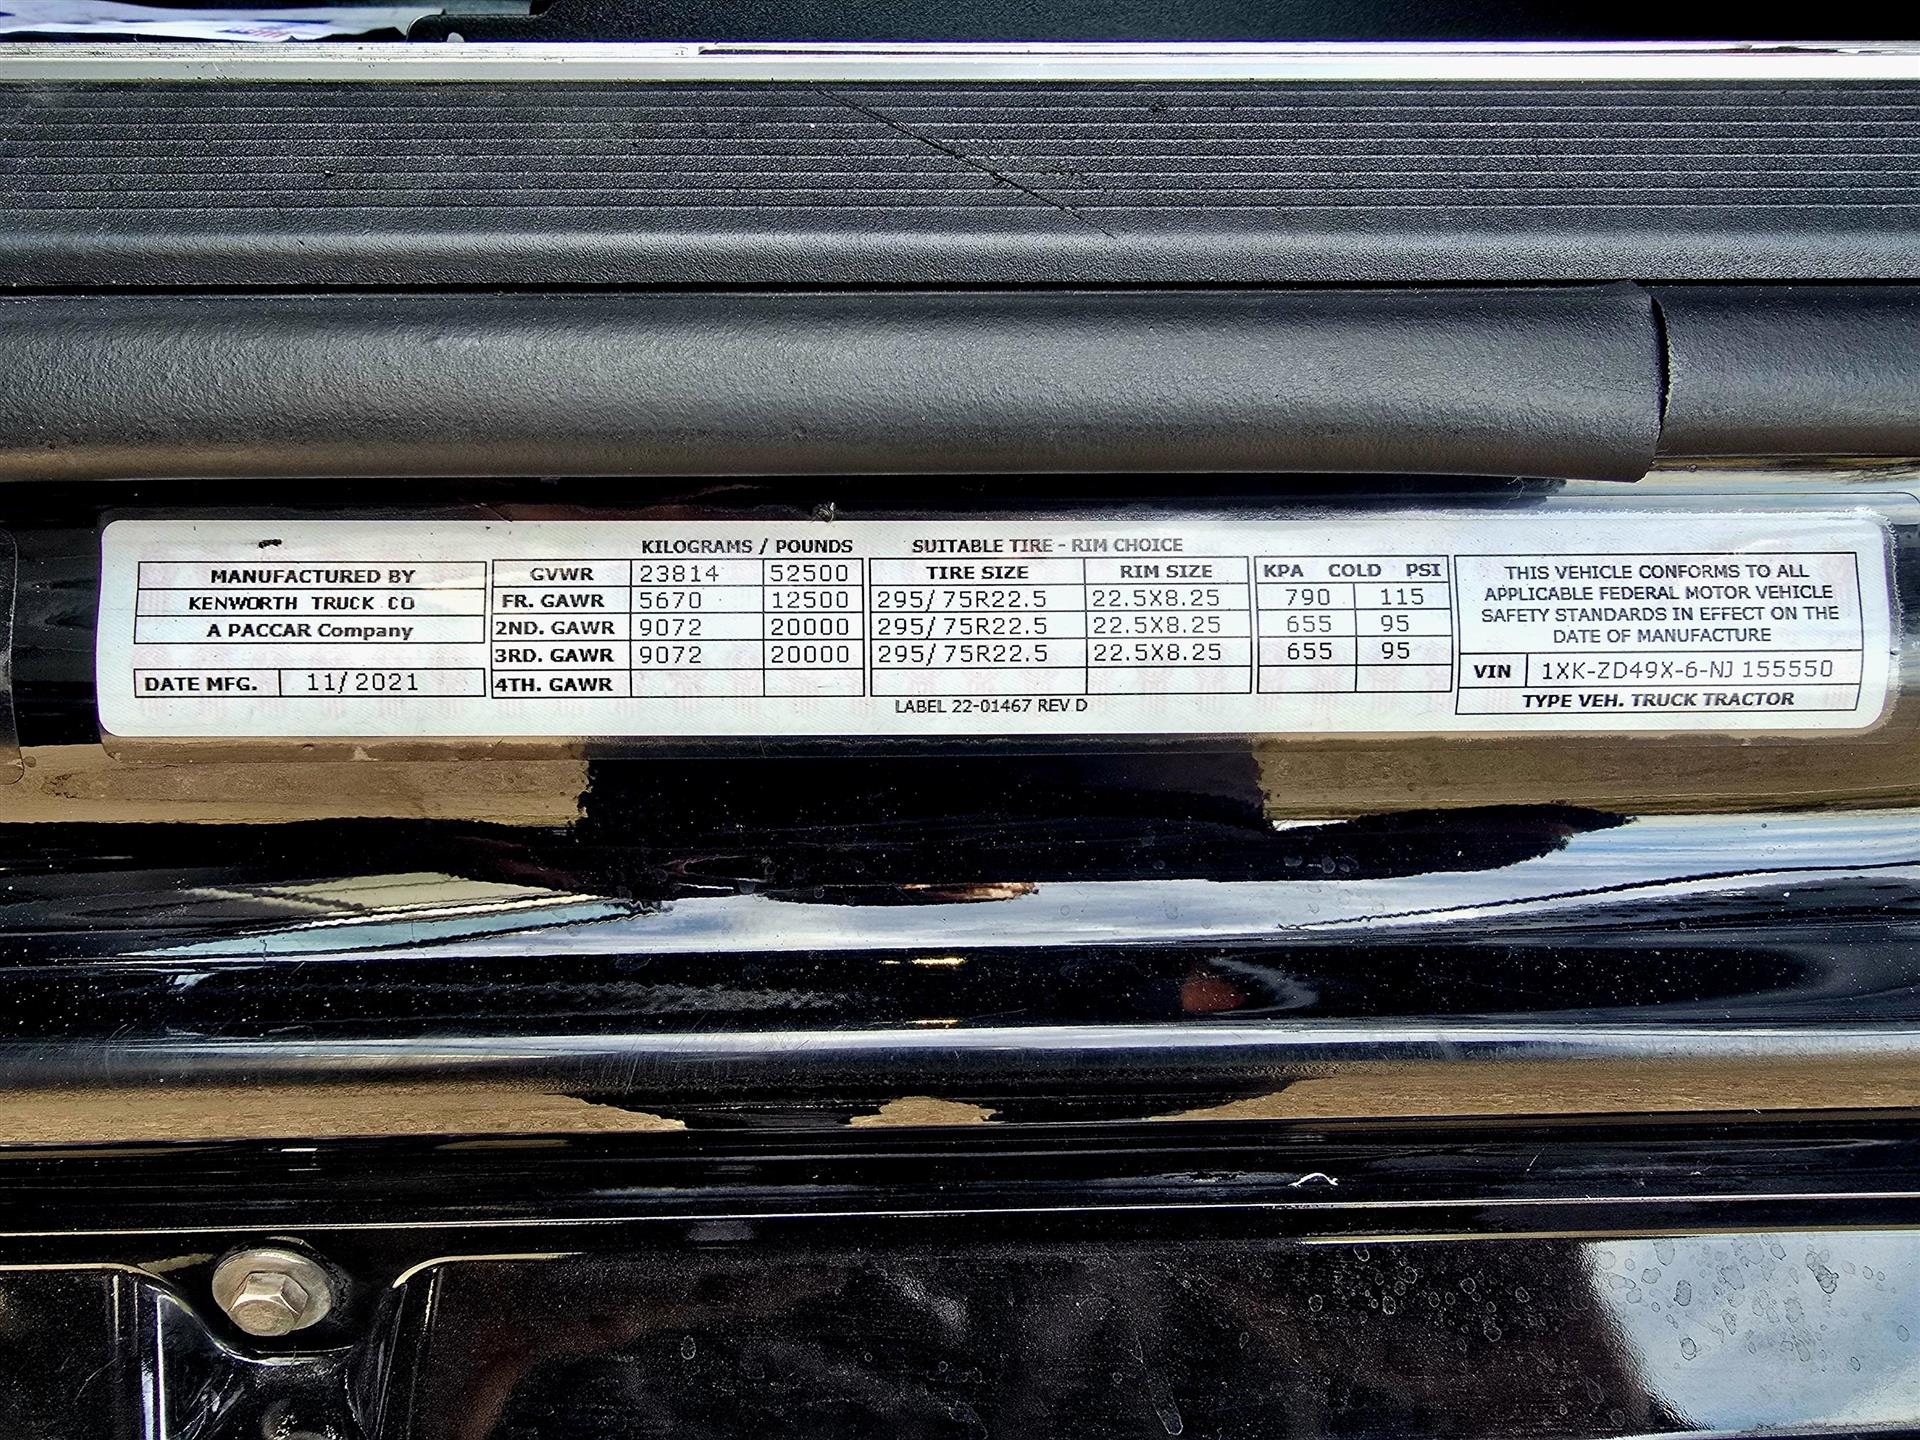 KILOGRAMS / POUNDS SUITABLE TIRE - RIM CHOICE
MANUFACTURED BY
KENWORTH TRUCK CO
A PACCAR Company
DATE MFG. 11/2021
GVWR 23814 52500 TIRE SIZE RIM SIZE KPA COLD PSI
FR. GAWR 5670 12500 295/75R22.5 22.5X8.25 790 115
2ND. GAWR 9072 20000 295/75R22.5 22.5X8.25 655 95
3RD. GAWR 9072 20000 295/75R22.5 22.5X8.25 655 95
4TH. GAWR
LABEL 22-01467 REV D
THIS VEHICLE CONFORMS TO ALL
APPLICABLE FEDERAL MOTOR VEHICLE
SAFETY STANDARDS IN EFFECT ON THE
DATE OF MANUFACTURE
VIN 1XK-ZD49X-6-NJ155550
TYPE VEH. TRUCK TRACTOR